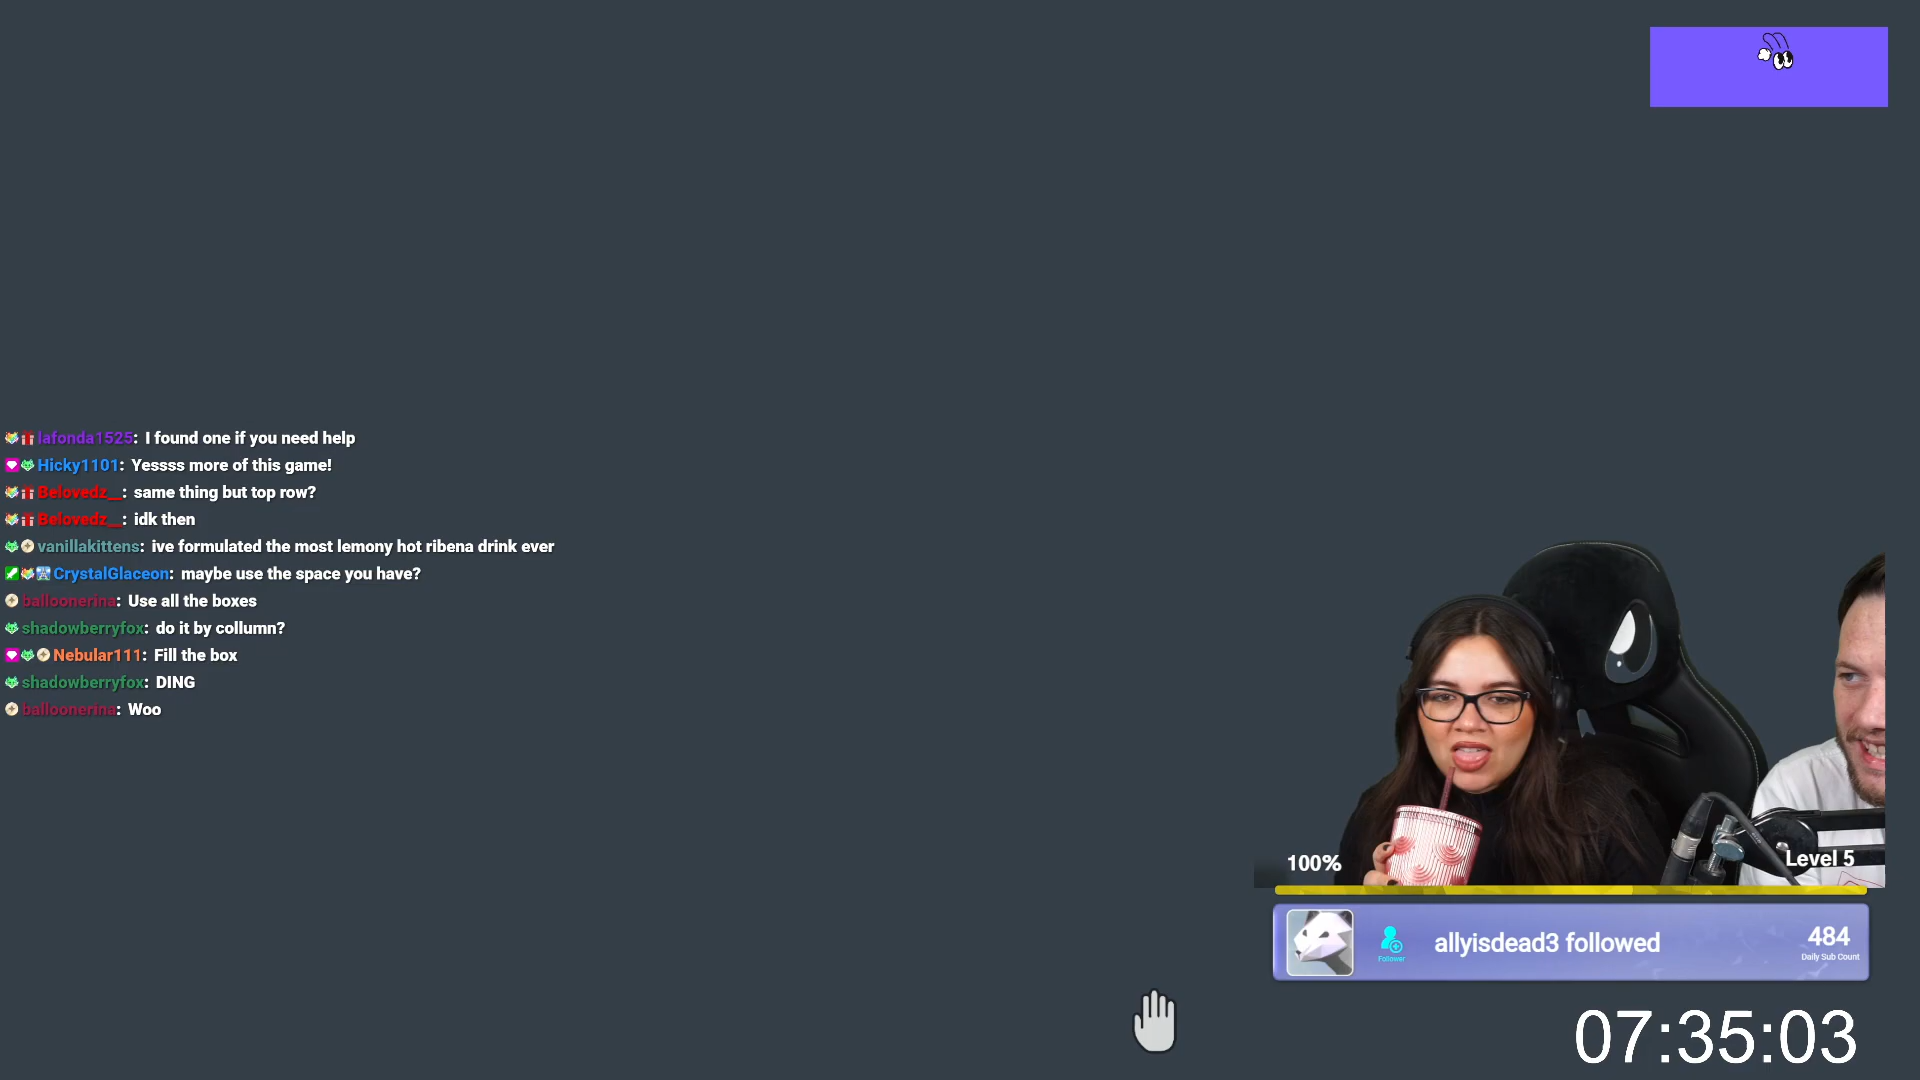 lafonda1525: I found one if you need help
Hicky1101: Yessss more of this game!
Belovedz__: same thing but top row?
Belovedz__: idk then
vanillakittens: ive formulated the most lemony hot ribena drink ever
CrystalGlaceon: maybe use the space you have?
balloonerina: Use all the boxes
shadowberryfox: do it by collumn?
Nebular111: Fill the box
shadowberryfox: DING
balloonerina: Woo
100%
Level 5
allyisdead3 followed
Follower
484
Daily Sub Count
07:35:03